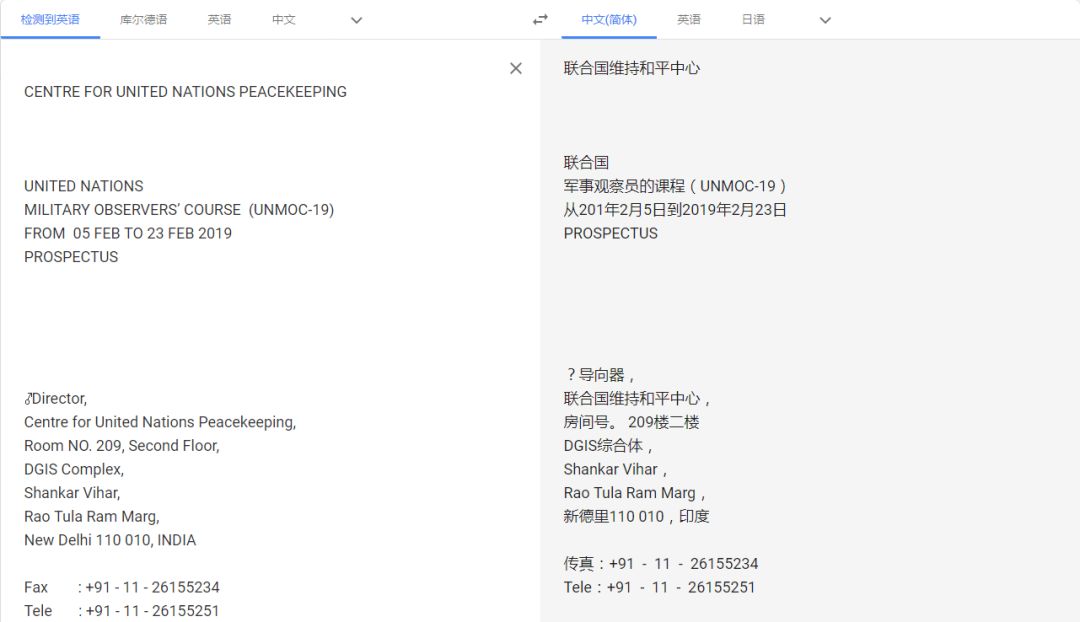 检测到英语 库尔德语 英语 中文
中文(简体) 英语 日语
CENTRE FOR UNITED NATIONS PEACEKEEPING
UNITED NATIONS
MILITARY OBSERVERS' COURSE (UNMOC-19)
FROM 05 FEB TO 23 FEB 2019
PROSPECTUS
♂Director,
Centre for United Nations Peacekeeping,
Room NO. 209, Second Floor,
DGIS Complex,
Shankar Vihar,
Rao Tula Ram Marg,
New Delhi 110 010, INDIA
Fax : +91 - 11 - 26155234
Tele : +91 - 11 - 26155251
联合国维持和平中心
联合国
军事观察员的课程（UNMOC-19）
从201年2月5日到2019年2月23日
PROSPECTUS
？导向器，
联合国维持和平中心，
房间号。 209楼二楼
DGIS综合体，
Shankar Vihar，
Rao Tula Ram Marg，
新德里110 010，印度
传真：+91 - 11 - 26155234
Tele：+91 - 11 - 26155251